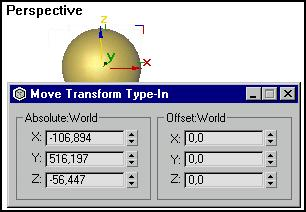 Perspective
z
y
x
Move Transform Type-In
Absolute:World
Offset:World
X: -106,894
X: 0,0
Y: 516,197
Y: 0,0
Z: -56,447
Z: 0,0